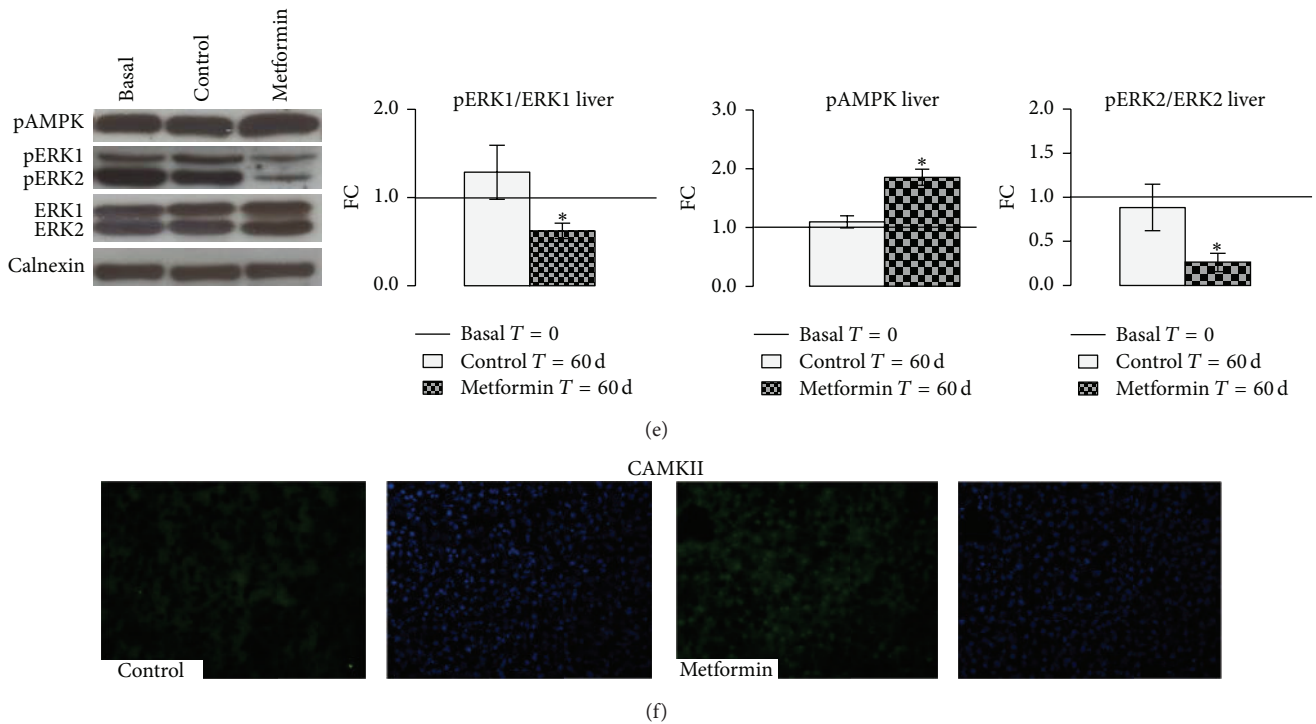 Basal
Control
Metformin
pAMPK
pERK1
pERK2
ERK1
ERK2
Calnexin
pERK1/ERK1 liver
2.0
1.0
0.0
FC
*
Basal T = 0
Control T = 60 d
Metformin T = 60 d
pAMPK liver
3.0
2.0
1.0
0.0
FC
*
Basal T = 0
Control T = 60 d
Metformin T = 60 d
pERK2/ERK2 liver
2.0
1.5
1.0
0.5
0.0
FC
*
Basal T = 0
Control T = 60 d
Metformin T = 60 d
(e)
CAMKII
Control
Metformin
(f)